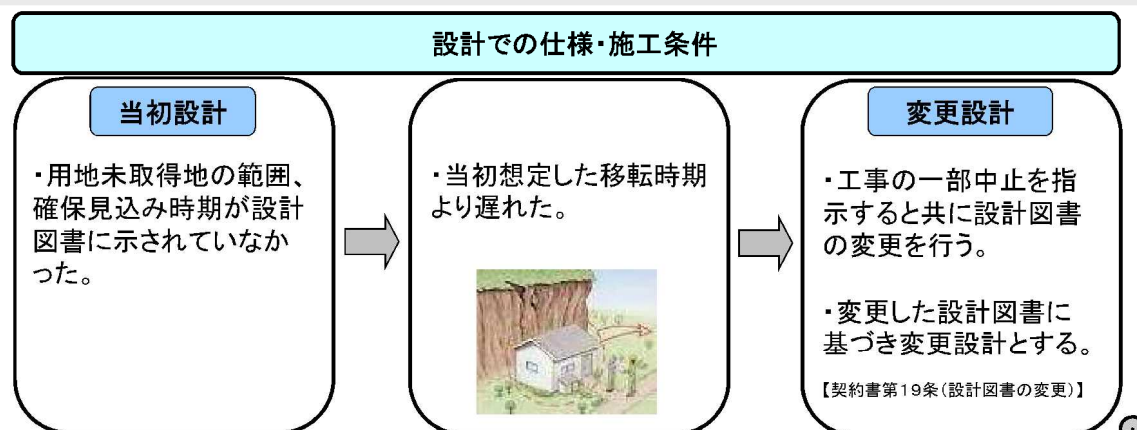 設計での仕様・施工条件
当初設計
・用地未取得地の範囲、
確保見込み時期が設計
図書に示されていなか
った。
・当初想定した移転時期
より遅れた。
変更設計
・工事の一部中止を指
示すると共に設計図書
の変更を行う。
・変更した設計図書に
基づき変更設計とする。
【契約書第19条(設計図書の変更)】